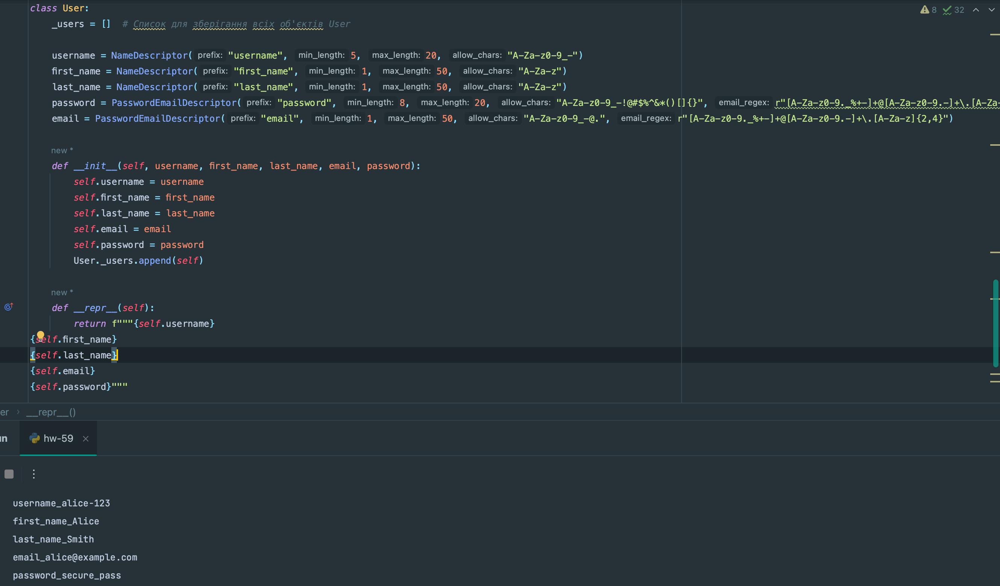 class User:
8 32
_users = [] # Список для зберігання всіх об'єктів User
username = NameDescriptor( prefix: "username", min_length: 5, max_length: 20, allow_chars: "A-Za-z0-9_-")
first_name = NameDescriptor( prefix: "first_name", min_length: 1, max_length: 50, allow_chars: "A-Za-z")
last_name = NameDescriptor( prefix: "last_name", min_length: 1, max_length: 50, allow_chars: "A-Za-z")
password = PasswordEmailDescriptor( prefix: "password", min_length: 8, max_length: 20, allow_chars: "A-Za-z0-9_-!@#$%^&*()[]{}", email_regex: r"[A-Za-z0-9._%+-]+@[A-Za-z0-9.-]+\.[A-Za-
email = PasswordEmailDescriptor( prefix: "email", min_length: 1, max_length: 50, allow_chars: "A-Za-z0-9_-@.", email_regex: r"[A-Za-z0-9._%+-]+@[A-Za-z0-9.-]+\.[A-Za-z]{2,4}")
new *
def __init__(self, username, first_name, last_name, email, password):
self.username = username
self.first_name = first_name
self.last_name = last_name
self.email = email
self.password = password
User._users.append(self)
new *
def __repr__(self):
return f"""{self.username}
{self.first_name}
{self.last_name}
{self.email}
{self.password}"""
er › __repr__()
un hw-59 ×
username_alice-123
first_name_Alice
last_name_Smith
email_alice@example.com
password_secure_pass